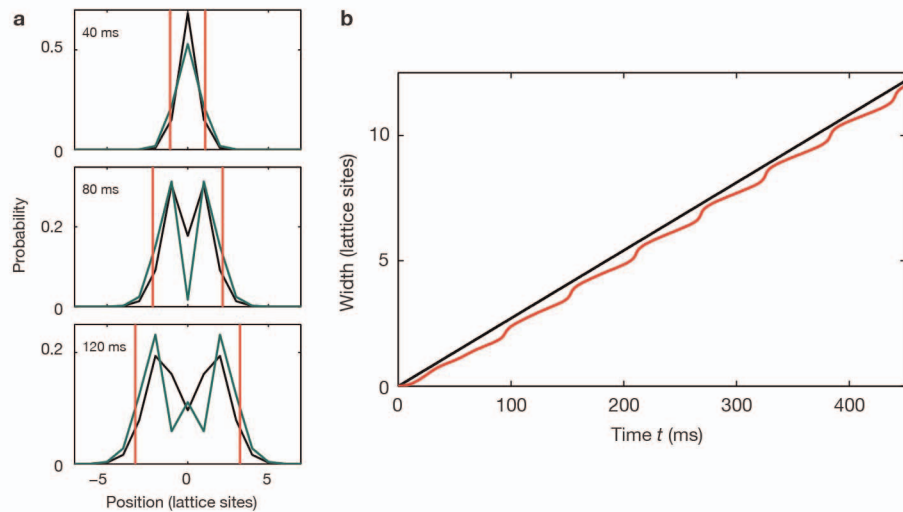 a
40 ms
0.5
0
80 ms
0.2
0
120 ms
0.2
0
−5
0
5
Probability
Position (lattice sites)
b
10
5
0
0
100
200
300
400
Width (lattice sites)
Time t (ms)